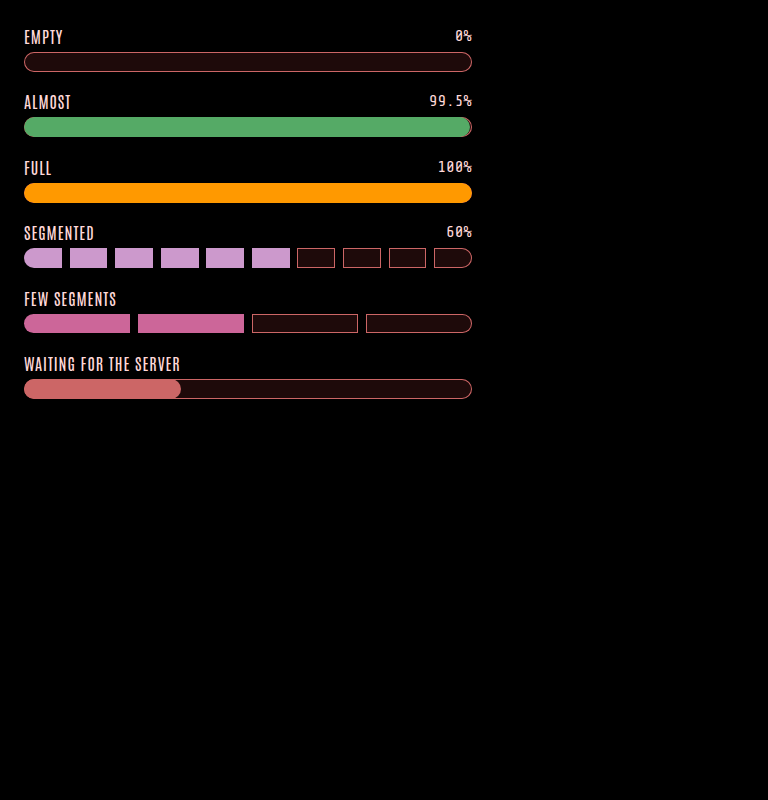 EMPTY 0%
ALMOST 99.5%
FULL 100%
SEGMENTED 60%
FEW SEGMENTS
WAITING FOR THE SERVER